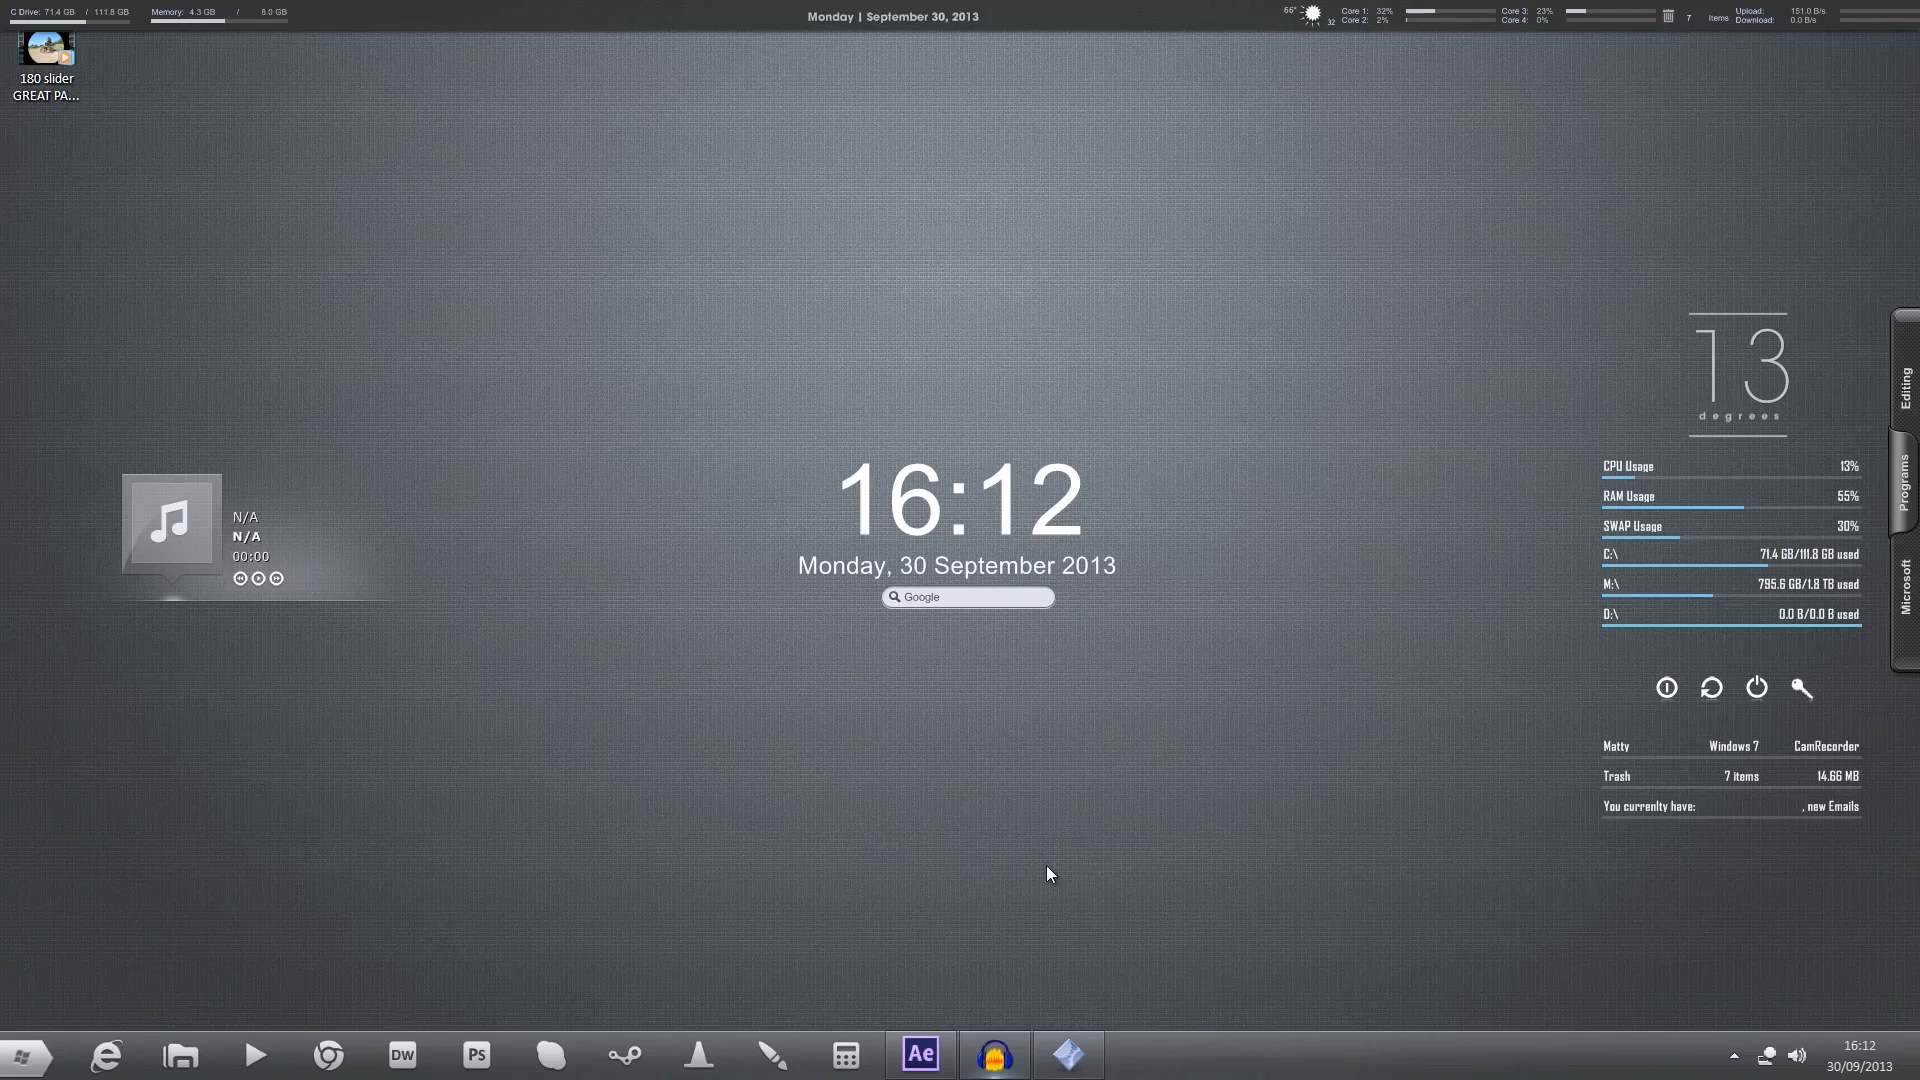 C Drive: 71.4 GB / 111.8 GB
Memory: 4.3 GB / 8.0 GB
Monday | September 30, 2013
66° 32
Core 1: 32%
Core 2: 2%
Core 3: 23%
Core 4: 0%
7 Items
Upload: 151.0 B/s
Download: 0.0 B/s
180 slider
GREAT PA...
N/A
N/A
00:00
16:12
Monday, 30 September 2013
Google
13
degrees
CPU Usage 13%
RAM Usage 55%
SWAP Usage 30%
C:\ 71.4 GB/111.8 GB used
M:\ 795.6 GB/1.8 TB used
D:\ 0.0 B/0.0 B used
Matty Windows 7 CamRecorder
Trash 7 items 14.66 MB
You currenlty have: , new Emails
Editing
Programs
Microsoft
DW
PS
Ae
16:12
30/09/2013